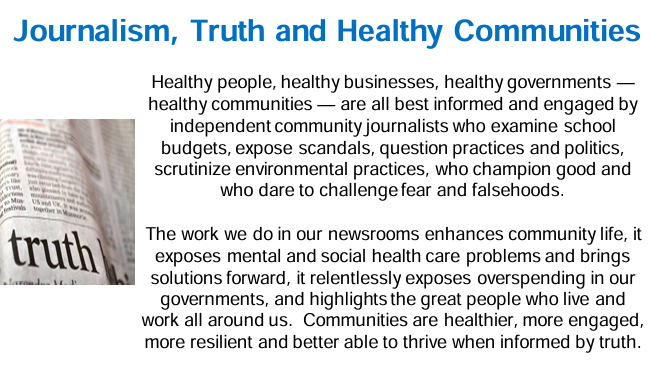 Journalism, Truth and Healthy Communities
Healthy people, healthy businesses, healthy governments —
healthy communities — are all best informed and engaged by
independent community journalists who examine school
budgets, expose scandals, question practices and politics,
scrutinize environmental practices, who champion good and
who dare to challenge fear and falsehoods.
The work we do in our newsrooms enhances community life, it
exposes mental and social health care problems and brings
solutions forward, it relentlessly exposes overspending in our
governments, and highlights the great people who live and
work all around us.  Communities are healthier, more engaged,
more resilient and better able to thrive when informed by truth.
truth